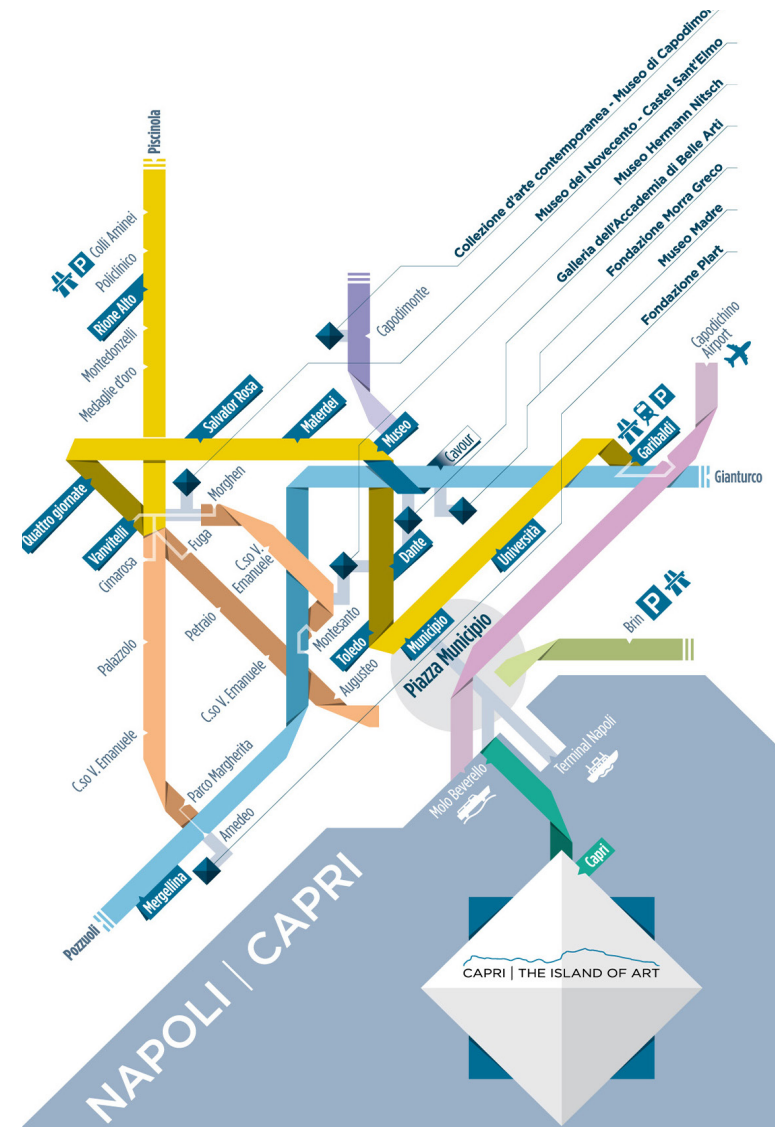 Collezione d'arte contemporanea - Museo di Capodimon
Museo del Novecento - Castel Sant'Elmo
Museo Hermann Nitsch
Galleria dell'Accademia di Belle Arti
Fondazione Morra Greco
Museo Madre
Fondazione Plart
Piscinola
Colli Aminei
P
Policlinico
Rione Alto
Montedonzelli
Medaglie d'oro
Capodimonte
Capodichino
Airport
Salvator Rosa
Materdei
Museo
Cavour
P
Garibaldi
Gianturco
Quattro giornate
Vanvitelli
Morghen
Cimarosa
Fuga
C.so V.
Emanuele
Dante
Università
Palazzolo
Petraio
C.so V. Emanuele
Montesanto
Augusteo
Toledo
Municipio
Piazza Municipio
Brin
P
C.so V. Emanuele
Parco Margherita
Amedeo
Mergellina
Pozzuoli
Molo Beverello
Terminal Napoli
Capri
NAPOLI | CAPRI
CAPRI | THE ISLAND OF ART